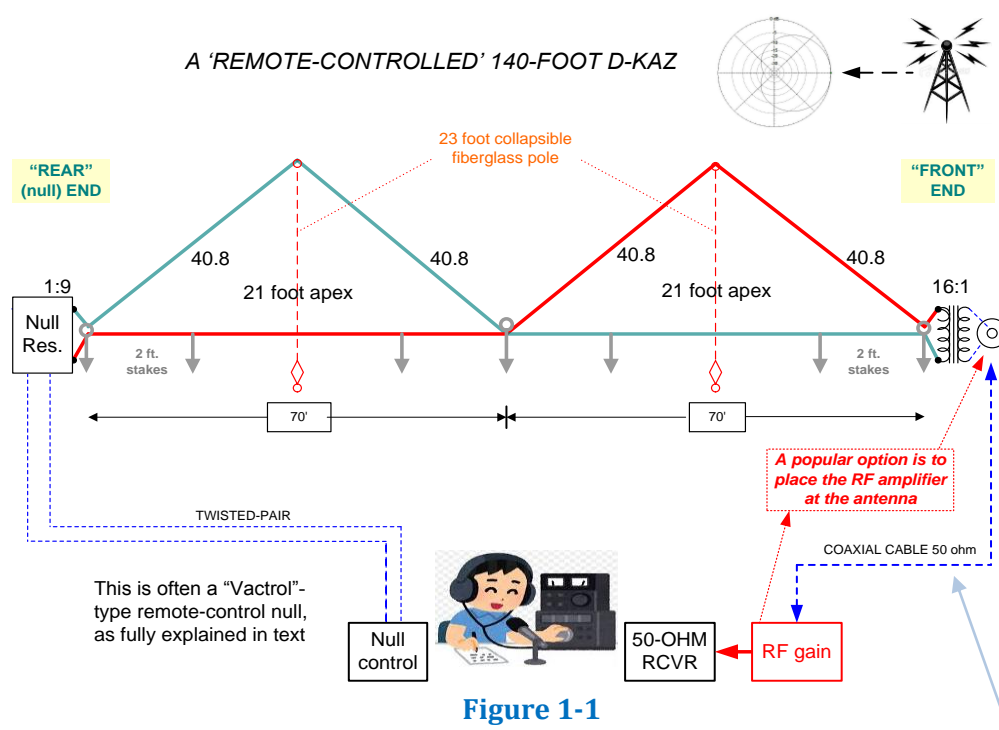 A 'REMOTE-CONTROLLED' 140-FOOT D-KAZ
23 foot collapsible
fiberglass pole
"REAR"
(null) END
"FRONT"
END
40.8
40.8
40.8
40.8
1:9
21 foot apex
21 foot apex
16:1
Null
Res.
2 ft.
stakes
2 ft.
stakes
70'
70'
A popular option is to
place the RF amplifier
at the antenna
TWISTED-PAIR
COAXIAL CABLE 50 ohm
This is often a "Vactrol"-
type remote-control null,
as fully explained in text
Null
control
50-OHM
RCVR
RF gain
Figure 1-1